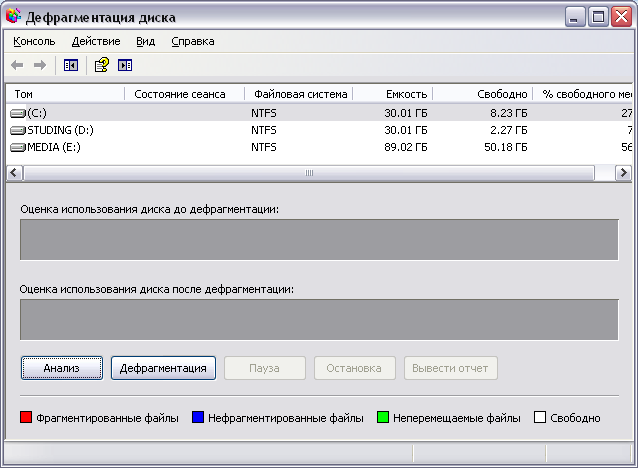 Дефрагментация диска
Консоль Действие Вид Справка
Том Состояние сеанса Файловая система Емкость Свободно % свободного мес
(C:) NTFS 30.01 ГБ 8.23 ГБ 27
STUDING (D:) NTFS 30.01 ГБ 2.27 ГБ 7
MEDIA (E:) NTFS 89.02 ГБ 50.18 ГБ 56
Оценка использования диска до дефрагментации:
Оценка использования диска после дефрагментации:
Анализ Дефрагментация Пауза Остановка Вывести отчет
Фрагментированные файлы Нефрагментированные файлы Неперемещаемые файлы Свободно